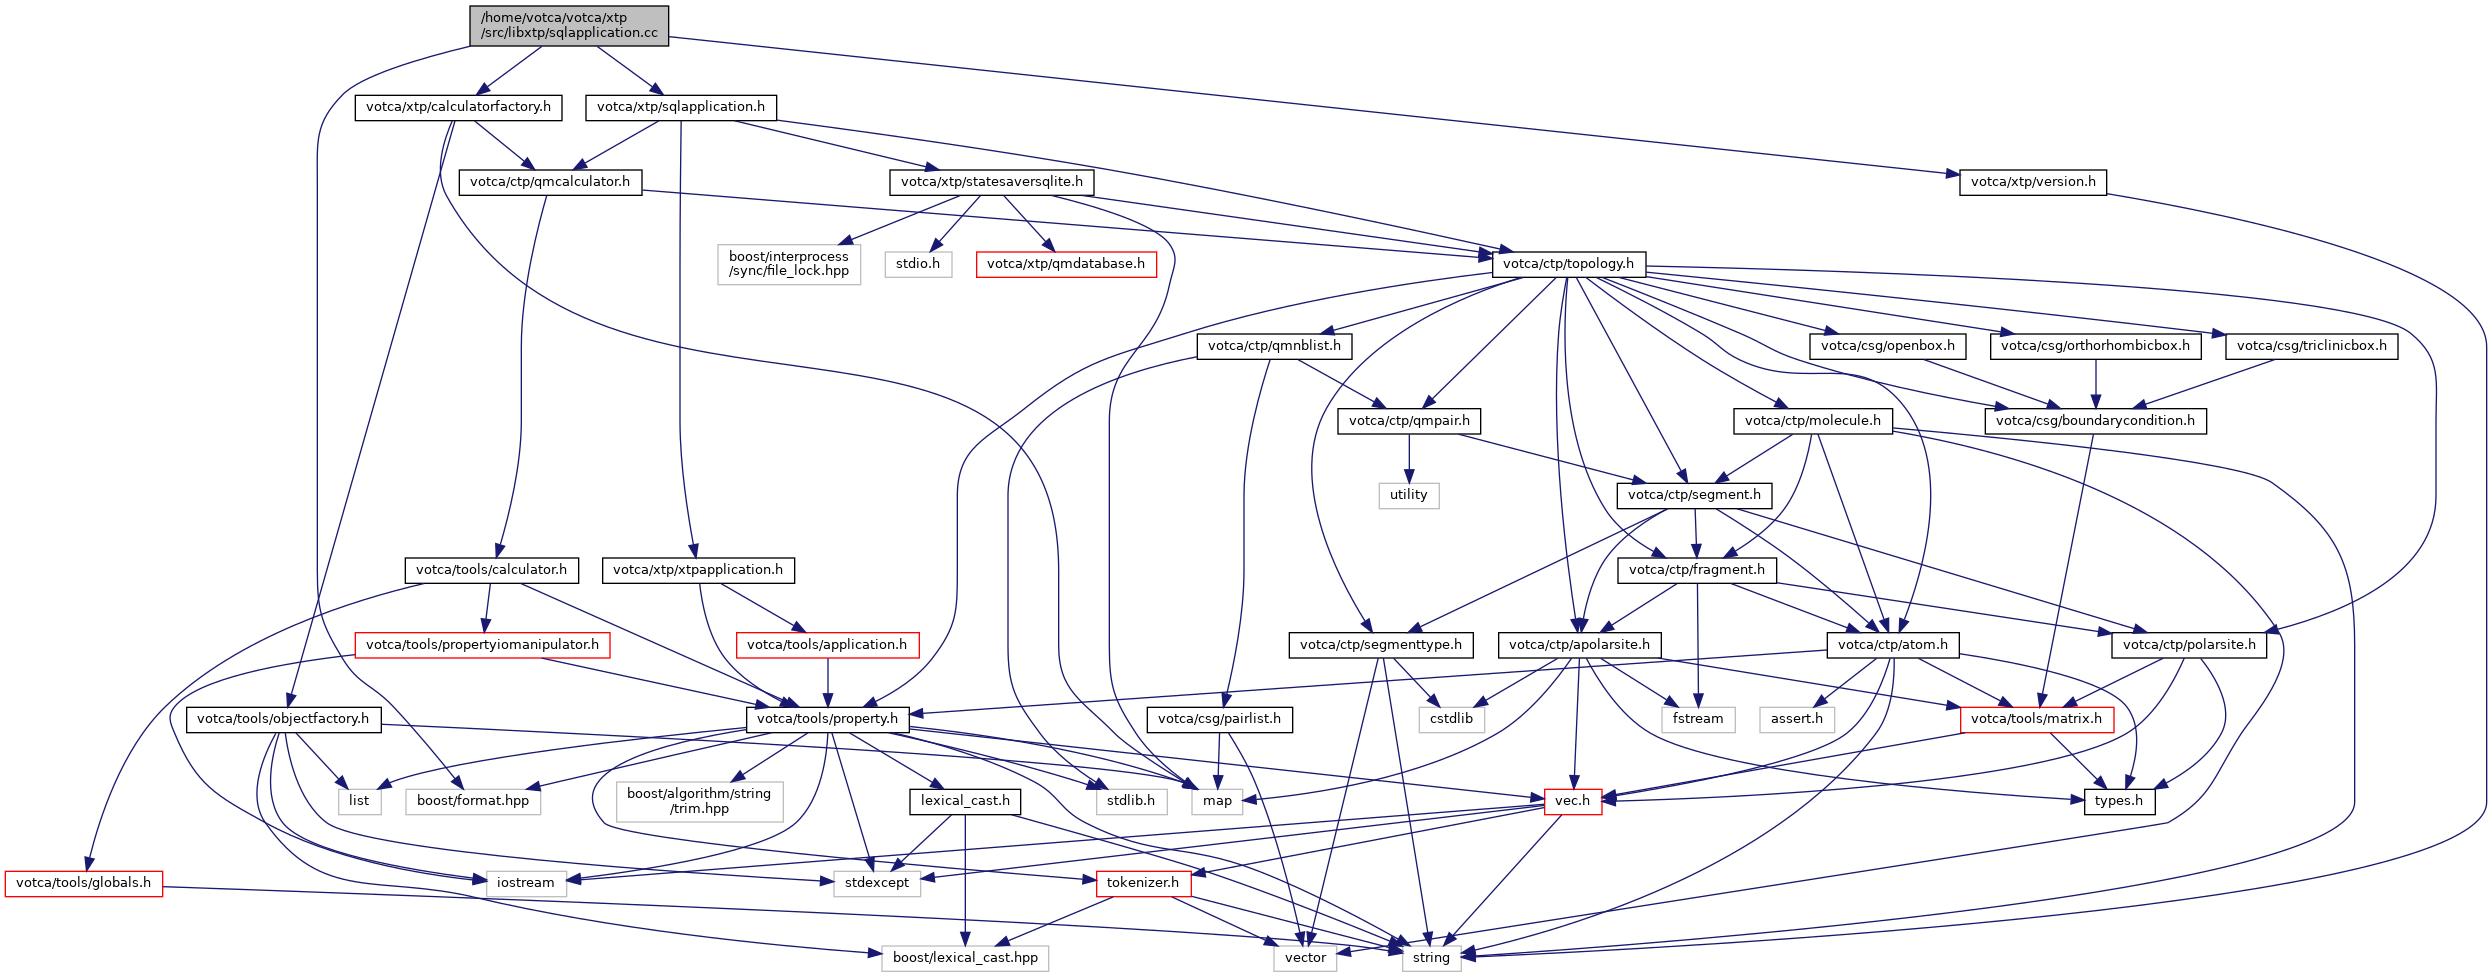 /home/votca/votca/xtp
/src/libxtp/sqlapplication.cc
votca/xtp/calculatorfactory.h
votca/xtp/sqlapplication.h
votca/ctp/qmcalculator.h
votca/xtp/statesaversqlite.h
votca/xtp/version.h
boost/interprocess
/sync/file_lock.hpp
stdio.h
votca/xtp/qmdatabase.h
votca/ctp/topology.h
votca/ctp/qmnblist.h
votca/csg/openbox.h
votca/csg/orthorhombicbox.h
votca/csg/triclinicbox.h
votca/ctp/qmpair.h
votca/ctp/molecule.h
votca/csg/boundarycondition.h
utility
votca/ctp/segment.h
votca/tools/calculator.h
votca/xtp/xtpapplication.h
votca/ctp/fragment.h
votca/tools/propertyiomanipulator.h
votca/tools/application.h
votca/ctp/segmenttype.h
votca/ctp/apolarsite.h
votca/ctp/atom.h
votca/ctp/polarsite.h
votca/tools/objectfactory.h
votca/tools/property.h
votca/csg/pairlist.h
cstdlib
fstream
assert.h
votca/tools/matrix.h
list
boost/format.hpp
boost/algorithm/string
/trim.hpp
lexical_cast.h
stdlib.h
map
vec.h
types.h
votca/tools/globals.h
iostream
stdexcept
tokenizer.h
boost/lexical_cast.hpp
vector
string